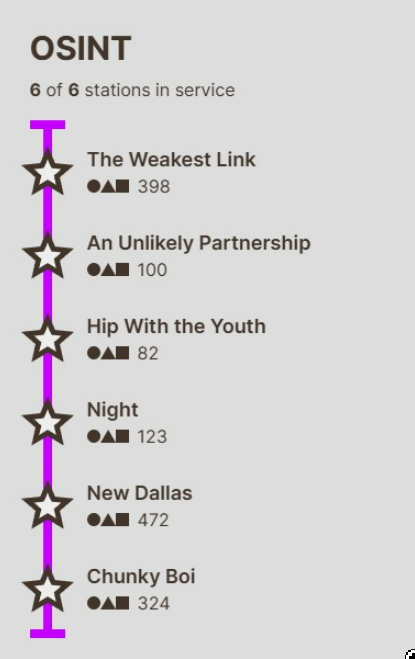 OSINT
6 of 6 stations in service
The Weakest Link
398
An Unlikely Partnership
100
Hip With the Youth
82
Night
123
New Dallas
472
Chunky Boi
324